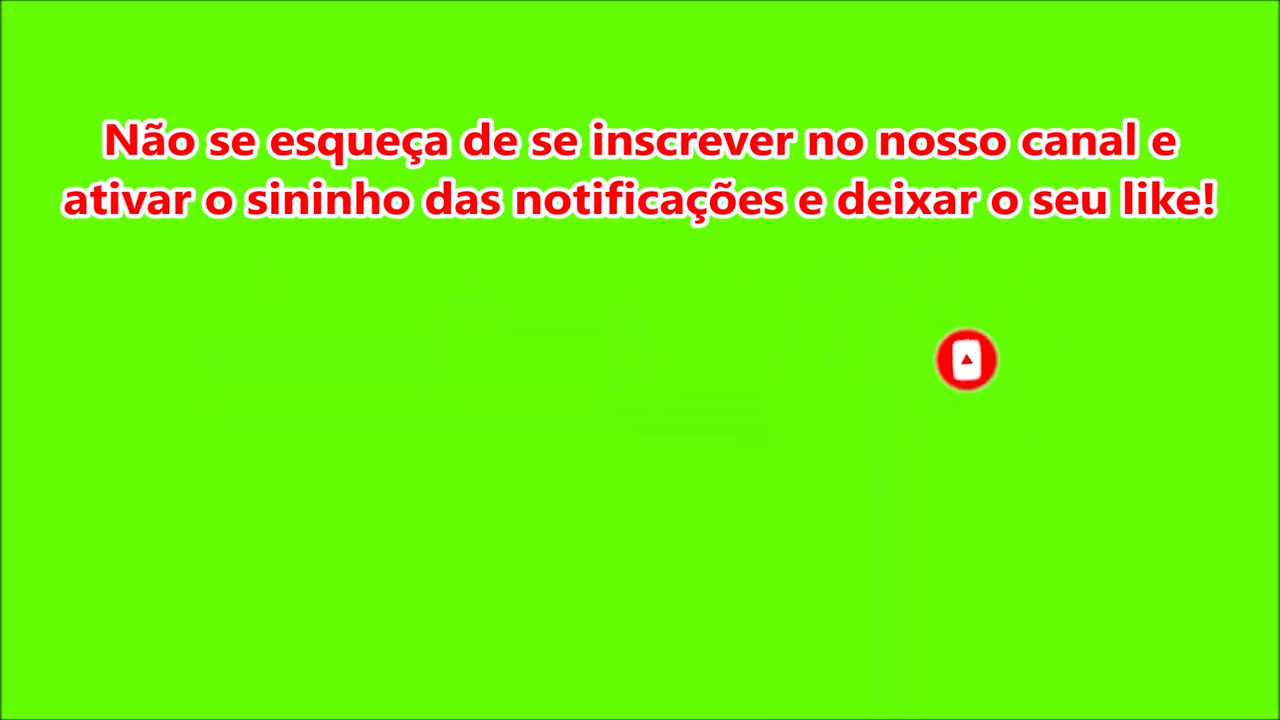 Não se esqueça de se inscrever no nosso canal e
ativar o sininho das notificações e deixar o seu like!